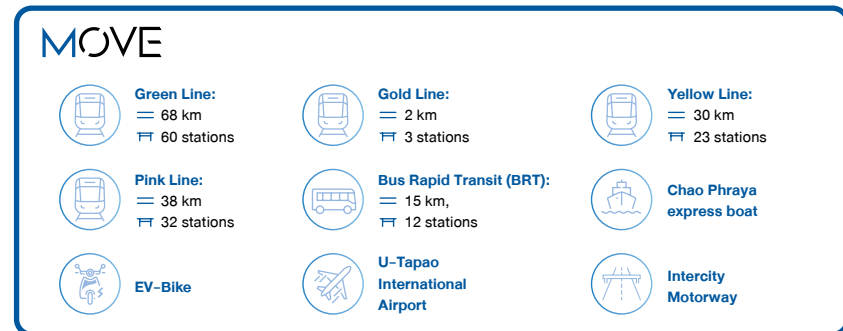 MOVE
Green Line:
68 km
60 stations
Gold Line:
2 km
3 stations
Yellow Line:
30 km
23 stations
Pink Line:
38 km
32 stations
Bus Rapid Transit (BRT):
15 km,
12 stations
Chao Phraya
express boat
EV-Bike
U-Tapao
International
Airport
Intercity
Motorway